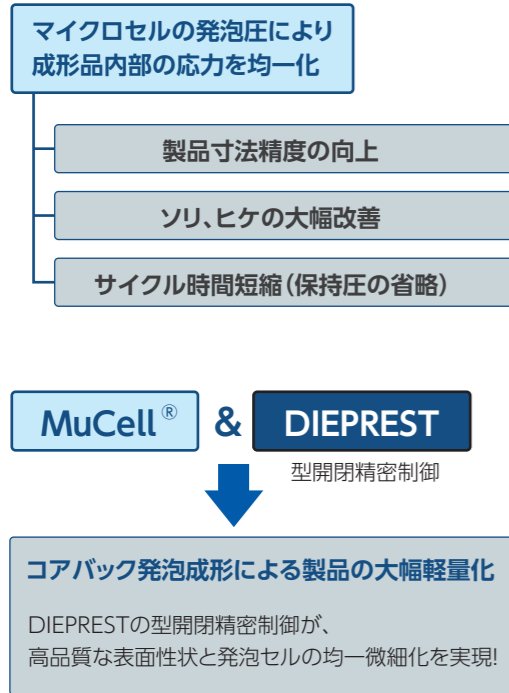 マイクロセルの発泡圧により
成形品内部の応力を均一化
製品寸法精度の向上
ソリ、ヒケの大幅改善
サイクル時間短縮（保持圧の省略）
MuCell® & DIEPREST
型開閉精密制御
コアバック発泡成形による製品の大幅軽量化
DIEPRESTの型開閉精密制御が、
高品質な表面性状と発泡セルの均一微細化を実現!